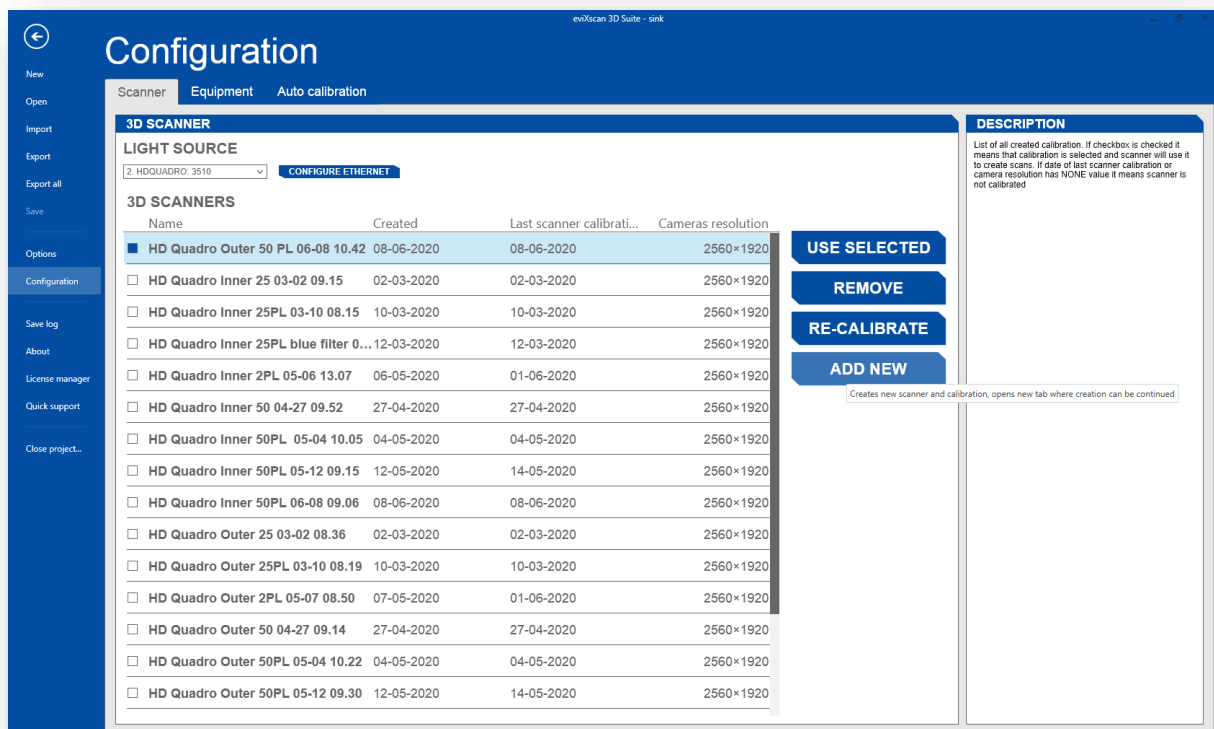 eviXscan 3D Suite - sink
Configuration
New
Open
Import
Export
Export all
Save
Options
Configuration
Save log
About
License manager
Quick support
Close project...
Scanner Equipment Auto calibration
3D SCANNER
LIGHT SOURCE
2. HDQUADRO: 3510 CONFIGURE ETHERNET
3D SCANNERS
Name Created Last scanner calibrati... Cameras resolution
HD Quadro Outer 50 PL 06-08 10.42 08-06-2020 08-06-2020 2560×1920
HD Quadro Inner 25 03-02 09.15 02-03-2020 02-03-2020 2560×1920
HD Quadro Inner 25PL 03-10 08.15 10-03-2020 10-03-2020 2560×1920
HD Quadro Inner 25PL blue filter 0... 12-03-2020 12-03-2020 2560×1920
HD Quadro Inner 2PL 05-06 13.07 06-05-2020 01-06-2020 2560×1920
HD Quadro Inner 50 04-27 09.52 27-04-2020 27-04-2020 2560×1920
HD Quadro Inner 50PL 05-04 10.05 04-05-2020 04-05-2020 2560×1920
HD Quadro Inner 50PL 05-12 09.15 12-05-2020 14-05-2020 2560×1920
HD Quadro Inner 50PL 06-08 09.06 08-06-2020 08-06-2020 2560×1920
HD Quadro Outer 25 03-02 08.36 02-03-2020 02-03-2020 2560×1920
HD Quadro Outer 25PL 03-10 08.19 10-03-2020 10-03-2020 2560×1920
HD Quadro Outer 2PL 05-07 08.50 07-05-2020 01-06-2020 2560×1920
HD Quadro Outer 50 04-27 09.14 27-04-2020 27-04-2020 2560×1920
HD Quadro Outer 50PL 05-04 10.22 04-05-2020 04-05-2020 2560×1920
HD Quadro Outer 50PL 05-12 09.30 12-05-2020 14-05-2020 2560×1920
USE SELECTED
REMOVE
RE-CALIBRATE
ADD NEW
Creates new scanner and calibration, opens new tab where creation can be continued
DESCRIPTION
List of all created calibration. If checkbox is checked it
means that calibration is selected and scanner will use it
to create scans. If date of last scanner calibration or
camera resolution has NONE value it means scanner is
not calibrated